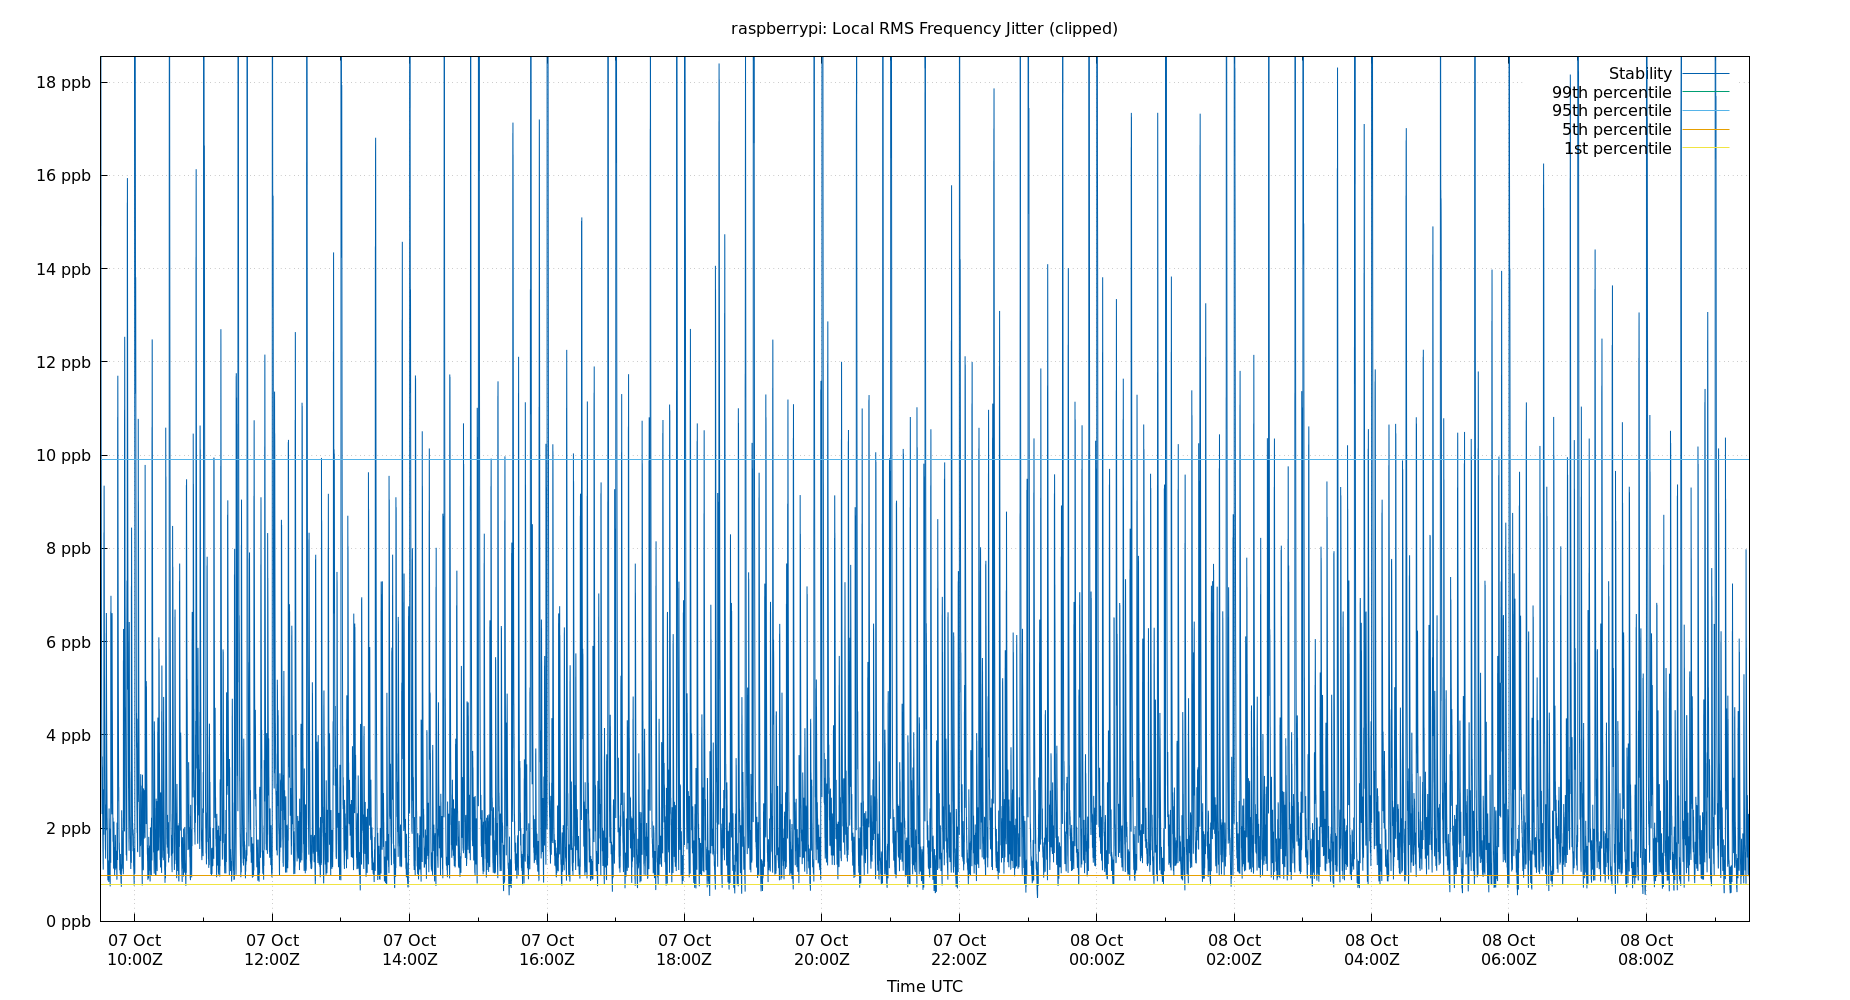 raspberrypi: Local RMS Frequency Jitter (clipped)
Stability
99th percentile
95th percentile
5th percentile
1st percentile
18 ppb
16 ppb
14 ppb
12 ppb
10 ppb
8 ppb
6 ppb
4 ppb
2 ppb
0 ppb
07 Oct 07 Oct 07 Oct 07 Oct 07 Oct 07 Oct 07 Oct 08 Oct 08 Oct 08 Oct 08 Oct 08 Oct
10:00Z 12:00Z 14:00Z 16:00Z 18:00Z 20:00Z 22:00Z 00:00Z 02:00Z 04:00Z 06:00Z 08:00Z
Time UTC